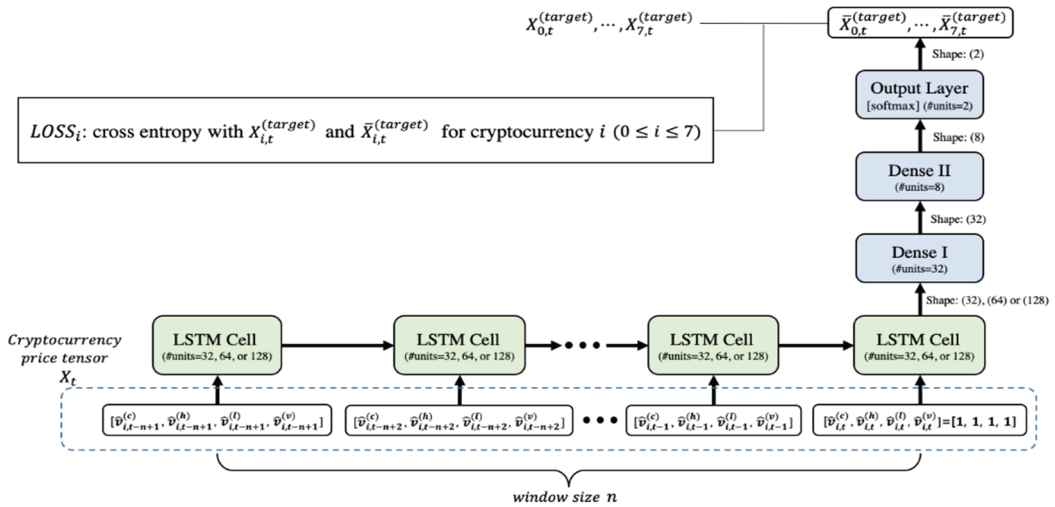 X_{0,t}^{(target)}, ⋯, X_{7,t}^{(target)}
X̄_{0,t}^{(target)}, ⋯, X̄_{7,t}^{(target)}
Shape: (2)
Output Layer
[softmax] (#units=2)
LOSS_i: cross entropy with X_{i,t}^{(target)} and X̄_{i,t}^{(target)} for cryptocurrency i (0 ≤ i ≤ 7)
Shape: (8)
Dense II
(#units=8)
Shape: (32)
Dense I
(#units=32)
Shape: (32), (64) or (128)
Cryptocurrency
price tensor
X_t
LSTM Cell
(#units=32, 64, or 128)
LSTM Cell
(#units=32, 64, or 128)
•••
LSTM Cell
(#units=32, 64, or 128)
LSTM Cell
(#units=32, 64, or 128)
[v̂_{i,t-n+1}^{(c)}, v̂_{i,t-n+1}^{(h)}, v̂_{i,t-n+1}^{(l)}, v̂_{i,t-n+1}^{(v)}]
[v̂_{i,t-n+2}^{(c)}, v̂_{i,t-n+2}^{(h)}, v̂_{i,t-n+2}^{(l)}, v̂_{i,t-n+2}^{(v)}]
•••
[v̂_{i,t-1}^{(c)}, v̂_{i,t-1}^{(h)}, v̂_{i,t-1}^{(l)}, v̂_{i,t-1}^{(v)}]
[v̂_{i,t}^{(c)}, v̂_{i,t}^{(h)}, v̂_{i,t}^{(l)}, v̂_{i,t}^{(v)}]=[1, 1, 1, 1]
window size n